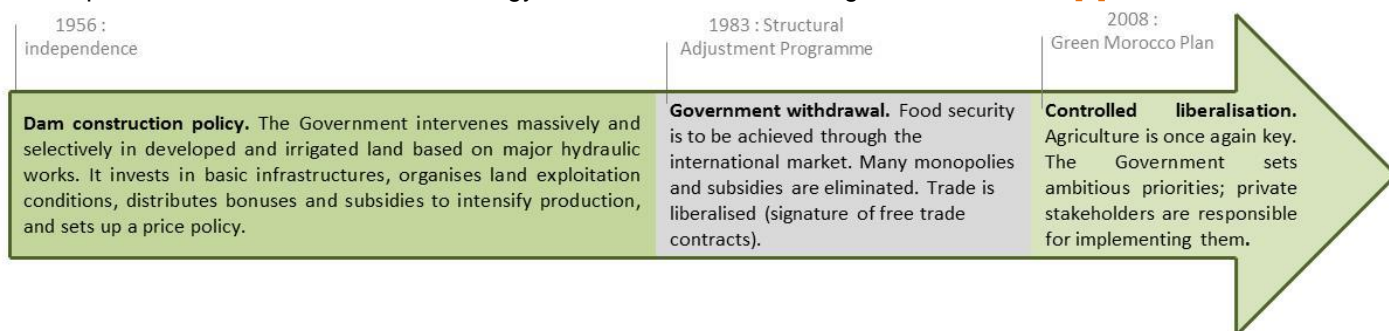 1956 :
independence
1983 : Structural
Adjustment Programme
2008 :
Green Morocco Plan
Dam construction policy. The Government intervenes massively and
selectively in developed and irrigated land based on major hydraulic
works. It invests in basic infrastructures, organises land exploitation
conditions, distributes bonuses and subsidies to intensify production,
and sets up a price policy.
Government withdrawal. Food security
is to be achieved through the
international market. Many monopolies
and subsidies are eliminated. Trade is
liberalised (signature of free trade
contracts).
Controlled liberalisation.
Agriculture is once again key.
The Government sets
ambitious priorities; private
stakeholders are responsible
for implementing them.